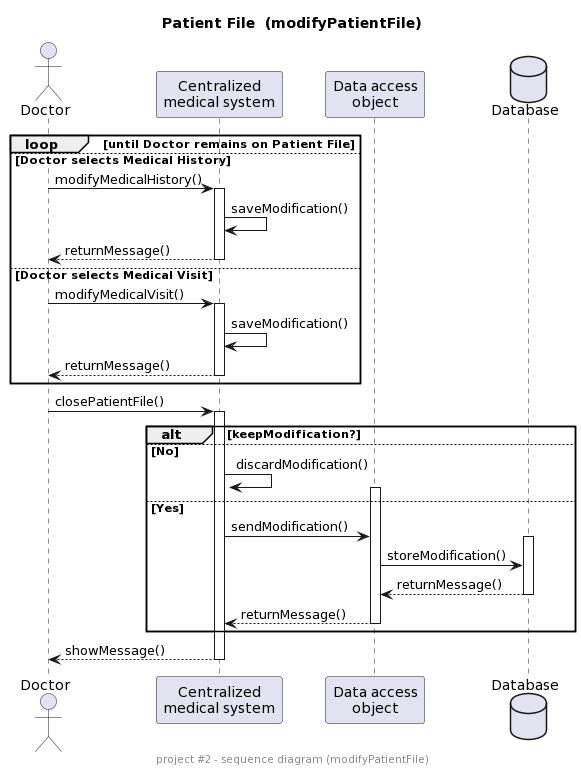 Patient File  (modifyPatientFile)
Doctor
Centralized
medical system
Data access
object
Database
loop
[until Doctor remains on Patient File]
[Doctor selects Medical History]
modifyMedicalHistory()
saveModification()
returnMessage()
[Doctor selects Medical Visit]
modifyMedicalVisit()
saveModification()
returnMessage()
closePatientFile()
alt
[keepModification?]
[No]
discardModification()
[Yes]
sendModification()
storeModification()
returnMessage()
returnMessage()
showMessage()
Doctor
Centralized
medical system
Data access
object
Database
project #2 - sequence diagram (modifyPatientFile)